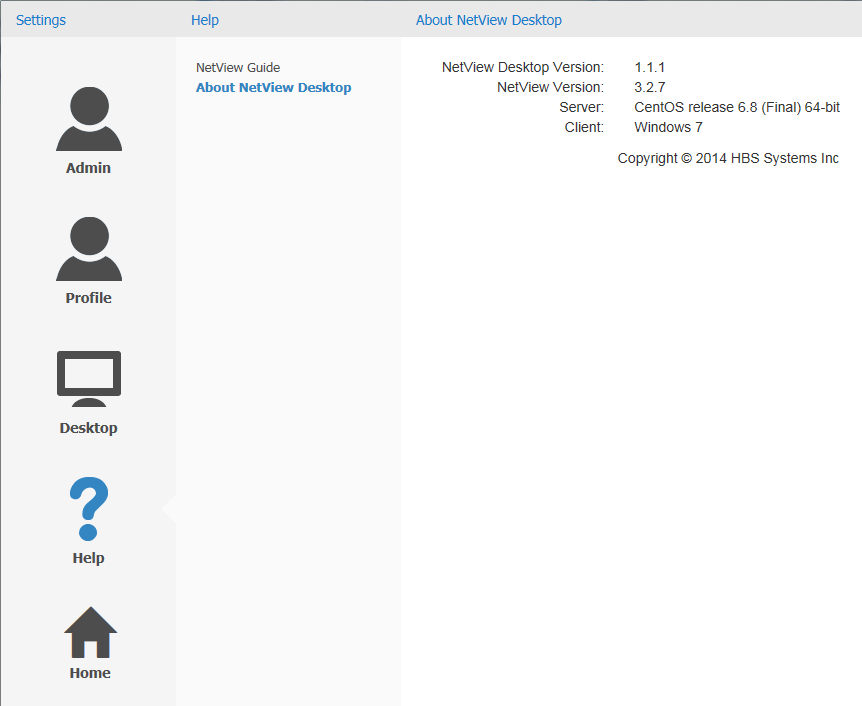 Settings
Help
About NetView Desktop
Admin
Profile
Desktop
Help
Home
NetView Guide
About NetView Desktop
NetView Desktop Version: 1.1.1
NetView Version: 3.2.7
Server: CentOS release 6.8 (Final) 64-bit
Client: Windows 7
Copyright © 2014 HBS Systems Inc